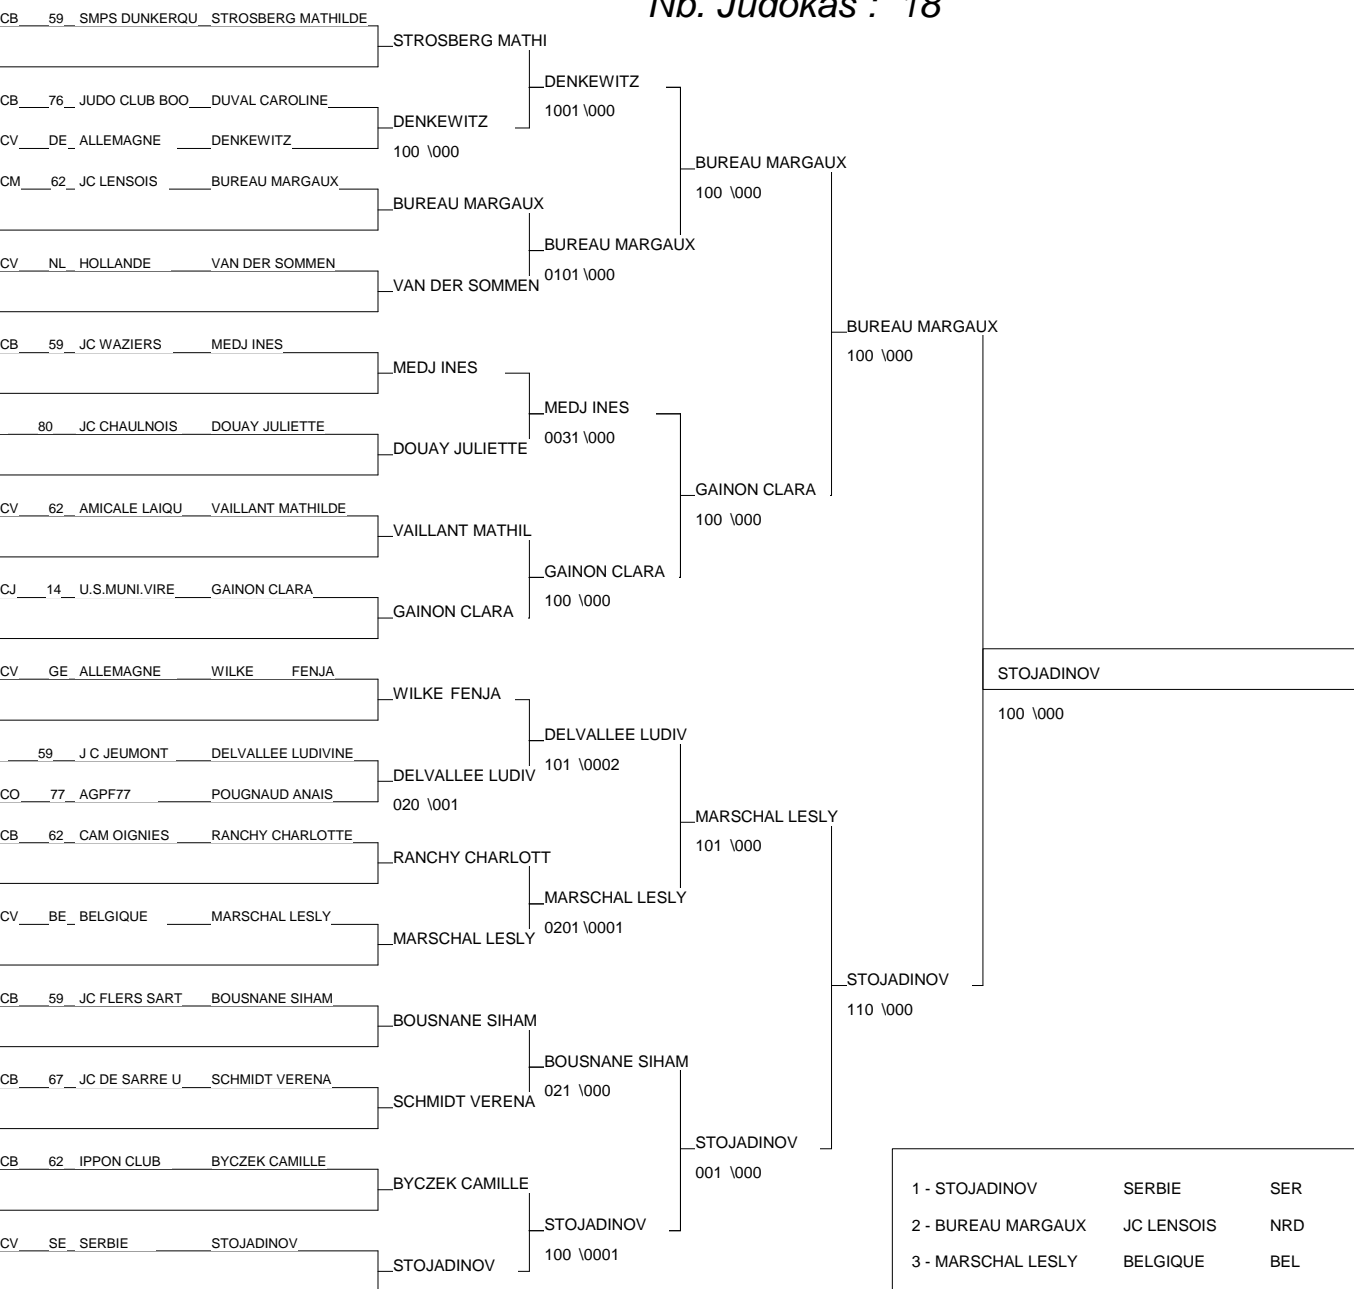 Nb. Judokas : 18
CB 59 SMPS DUNKERQU STROSBERG MATHILDE
STROSBERG MATHI
DENKEWITZ
1001 \000
CB 76 JUDO CLUB BOO DUVAL CAROLINE
DENKEWITZ
100 \000
CV DE ALLEMAGNE DENKEWITZ
BUREAU MARGAUX
100 \000
CM 62 JC LENSOIS BUREAU MARGAUX
BUREAU MARGAUX
BUREAU MARGAUX
0101 \000
CV NL HOLLANDE VAN DER SOMMEN
VAN DER SOMMEN
BUREAU MARGAUX
100 \000
CB 59 JC WAZIERS MEDJ INES
MEDJ INES
MEDJ INES
0031 \000
80 JC CHAULNOIS DOUAY JULIETTE
DOUAY JULIETTE
GAINON CLARA
100 \000
CV 62 AMICALE LAIQU VAILLANT MATHILDE
VAILLANT MATHIL
GAINON CLARA
100 \000
CJ 14 U.S.MUNI.VIRE GAINON CLARA
GAINON CLARA
CV GE ALLEMAGNE WILKE FENJA
STOJADINOV
100 \000
WILKE FENJA
DELVALLEE LUDIV
101 \0002
59 J C JEUMONT DELVALLEE LUDIVINE
DELVALLEE LUDIV
020 \001
CO 77 AGPF77 POUGNAUD ANAIS
MARSCHAL LESLY
101 \000
CB 62 CAM OIGNIES RANCHY CHARLOTTE
RANCHY CHARLOTT
MARSCHAL LESLY
0201 \0001
CV BE BELGIQUE MARSCHAL LESLY
MARSCHAL LESLY
STOJADINOV
110 \000
CB 59 JC FLERS SART BOUSNANE SIHAM
BOUSNANE SIHAM
BOUSNANE SIHAM
021 \000
CB 67 JC DE SARRE U SCHMIDT VERENA
SCHMIDT VERENA
STOJADINOV
001 \000
CB 62 IPPON CLUB BYCZEK CAMILLE
BYCZEK CAMILLE
STOJADINOV
100 \0001
CV SE SERBIE STOJADINOV
STOJADINOV
1 - STOJADINOV SERBIE SER
2 - BUREAU MARGAUX JC LENSOIS NRD
3 - MARSCHAL LESLY BELGIQUE BEL